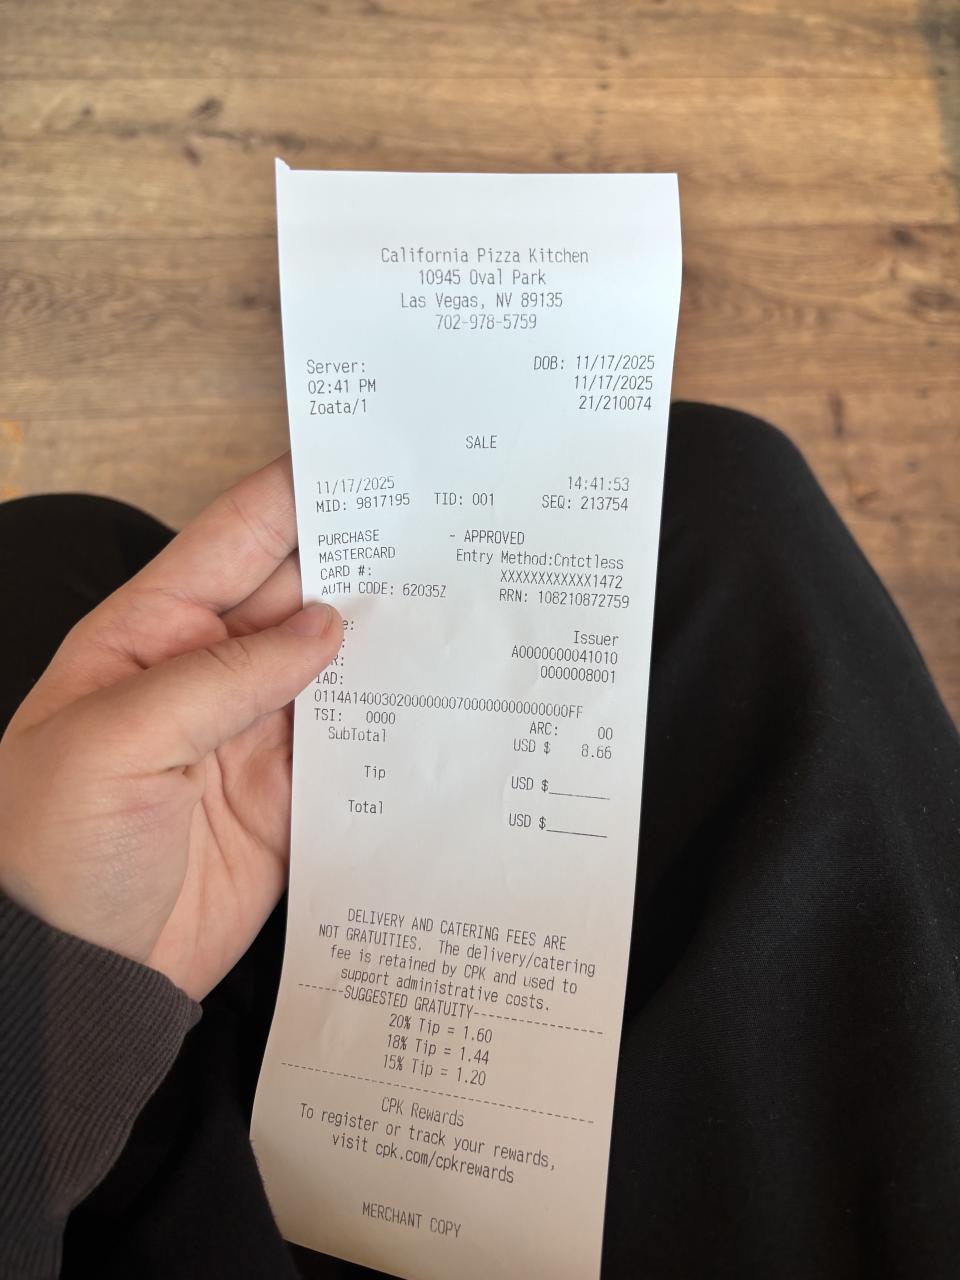 California Pizza Kitchen
10945 Oval Park
Las Vegas, NV 89135
702-978-5759
Server: DOB: 11/17/2025
02:41 PM 11/17/2025
Zoata/1 21/210074
SALE
11/17/2025 14:41:53
MID: 9817195 TID: 001 SEQ: 213754
PURCHASE - APPROVED
MASTERCARD Entry Method:Cntctless
CARD #: XXXXXXXXXXXX1472
AUTH CODE: 62035Z RRN: 108210872759
Issuer
A0000000041010
0000008001
IAD:
0114A14003020000000700000000000000FF
TSI: 0000 ARC: 00
SubTotal USD $ 8.66
Tip USD $______
Total USD $______
DELIVERY AND CATERING FEES ARE
NOT GRATUITIES. The delivery/catering
fee is retained by CPK and used to
support administrative costs.
------SUGGESTED GRATUITY-----------------
20% Tip = 1.60
18% Tip = 1.44
15% Tip = 1.20
----------------------------------------
CPK Rewards
To register or track your rewards,
visit cpk.com/cpkrewards
MERCHANT COPY